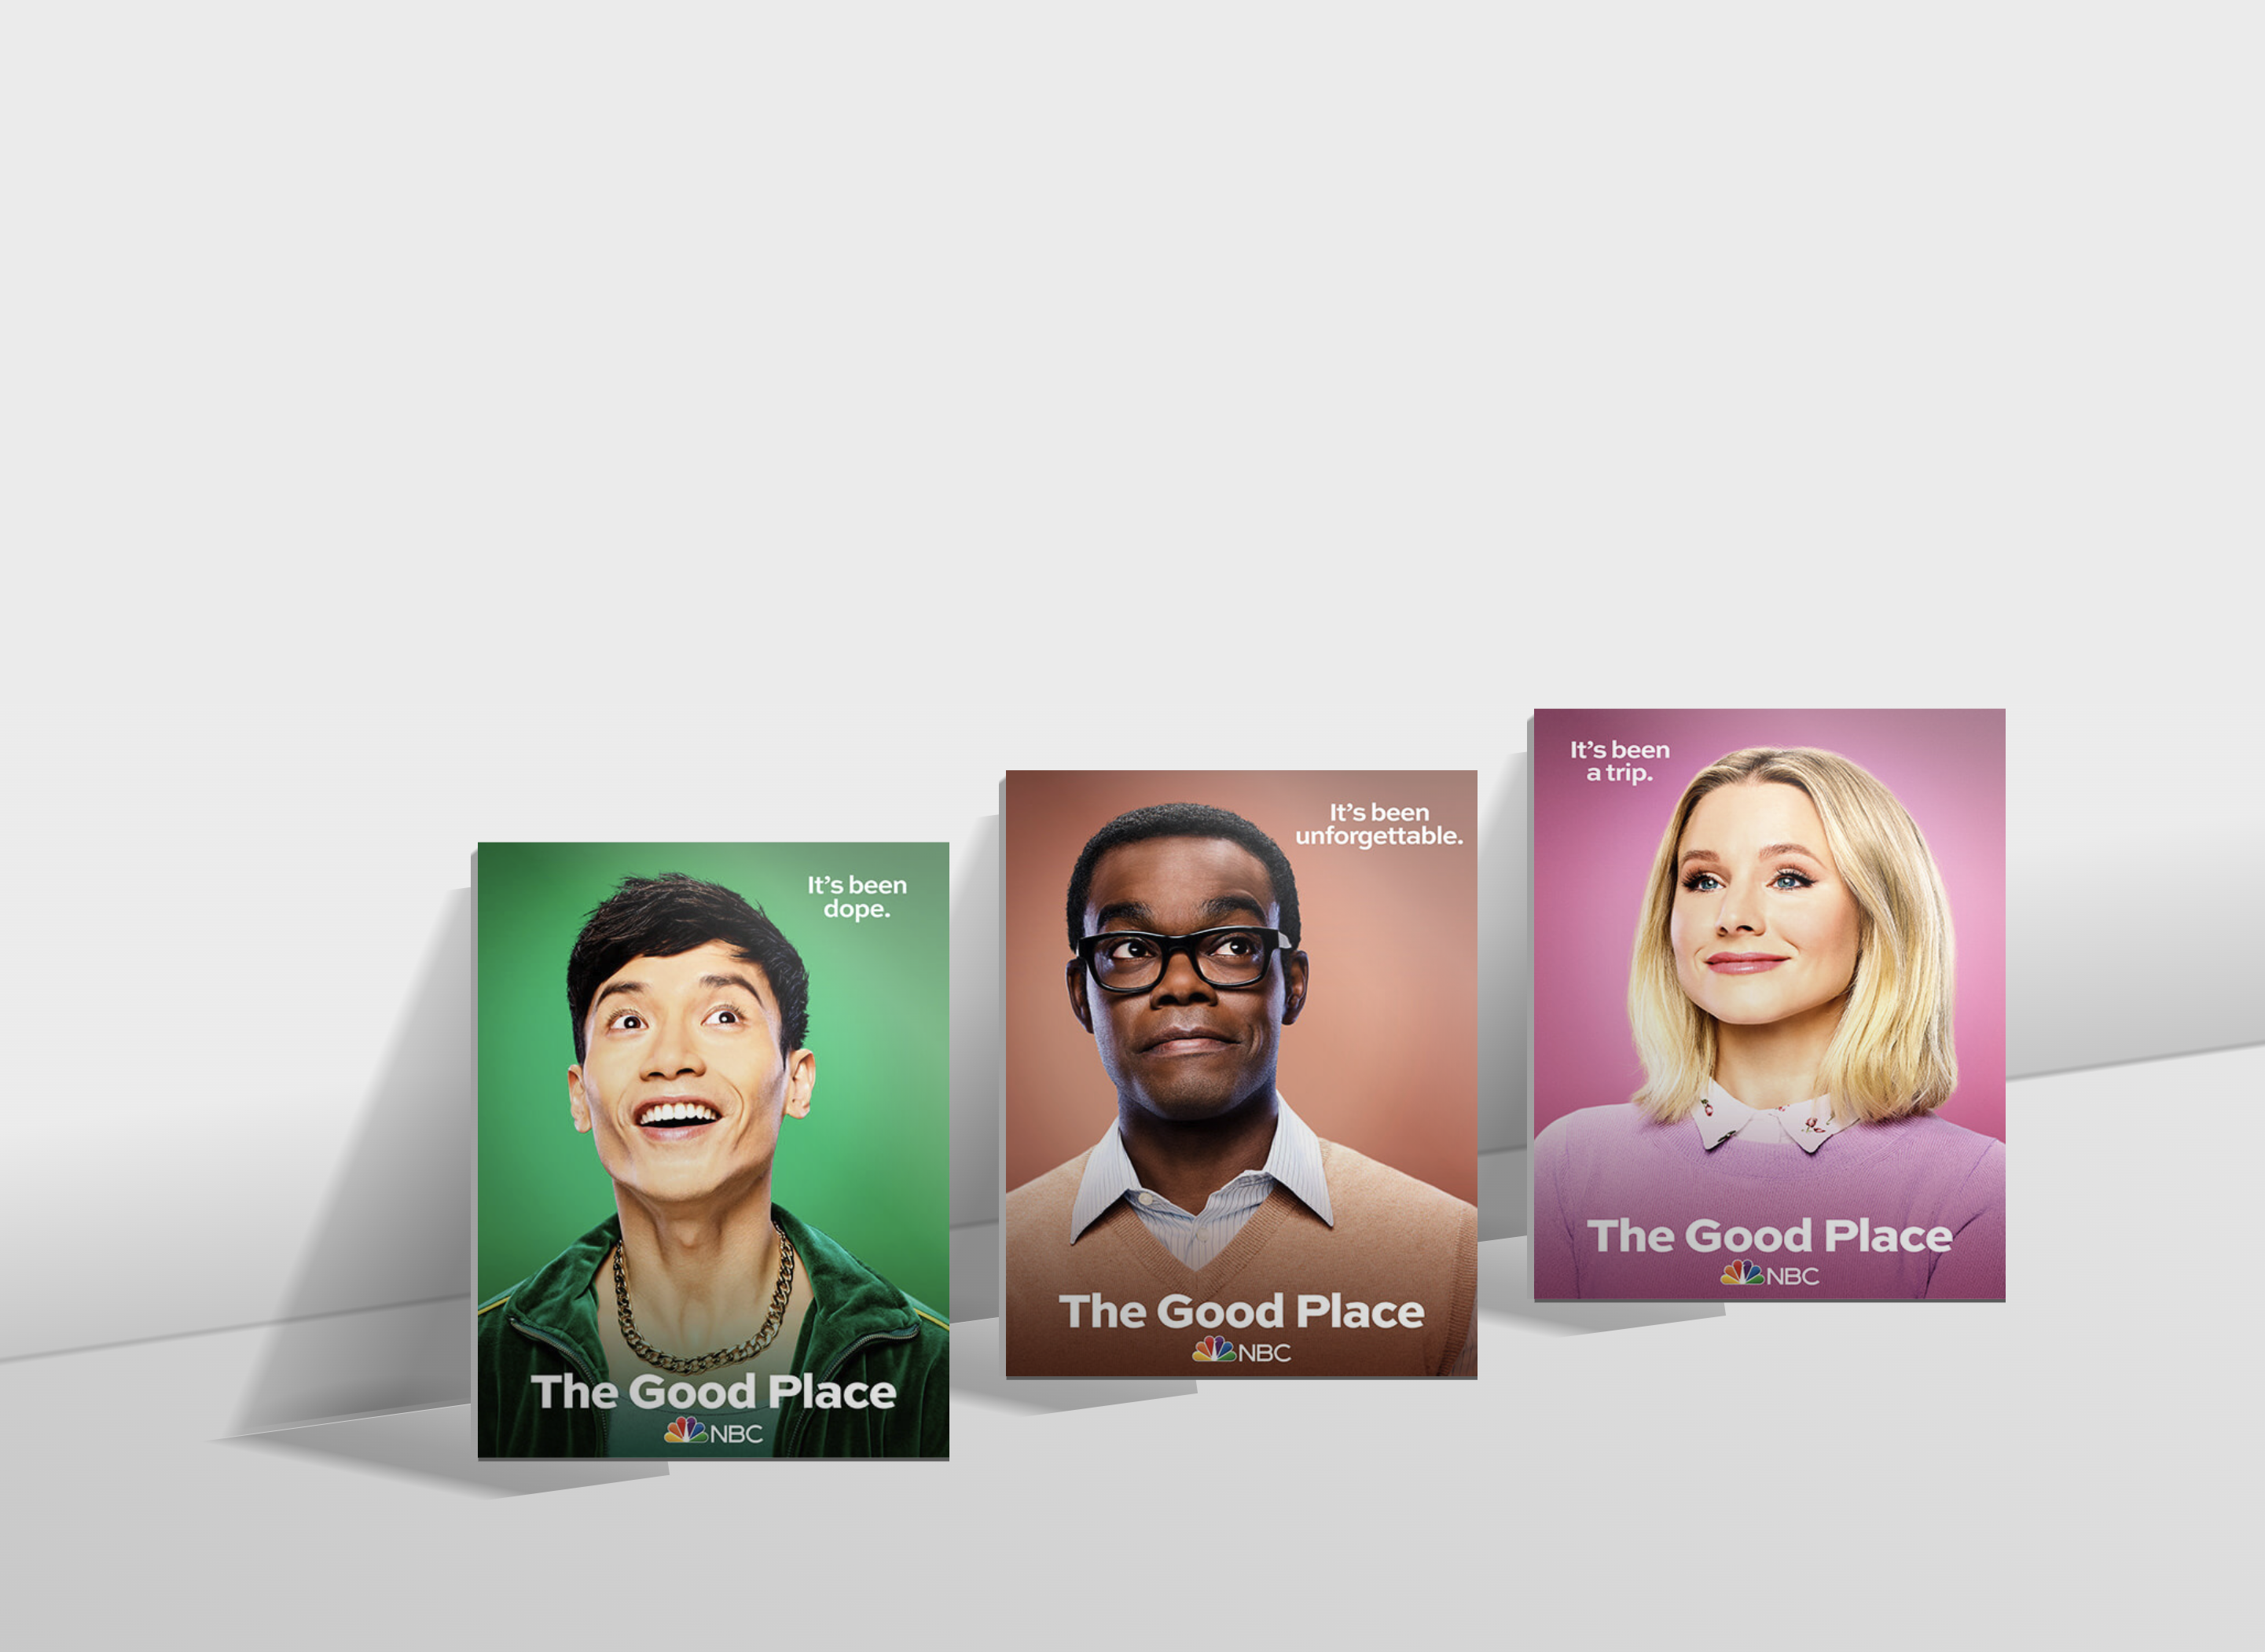 It's been
dope.
The Good Place
NBC
It's been
unforgettable.
The Good Place
NBC
It's been
a trip.
The Good Place
NBC